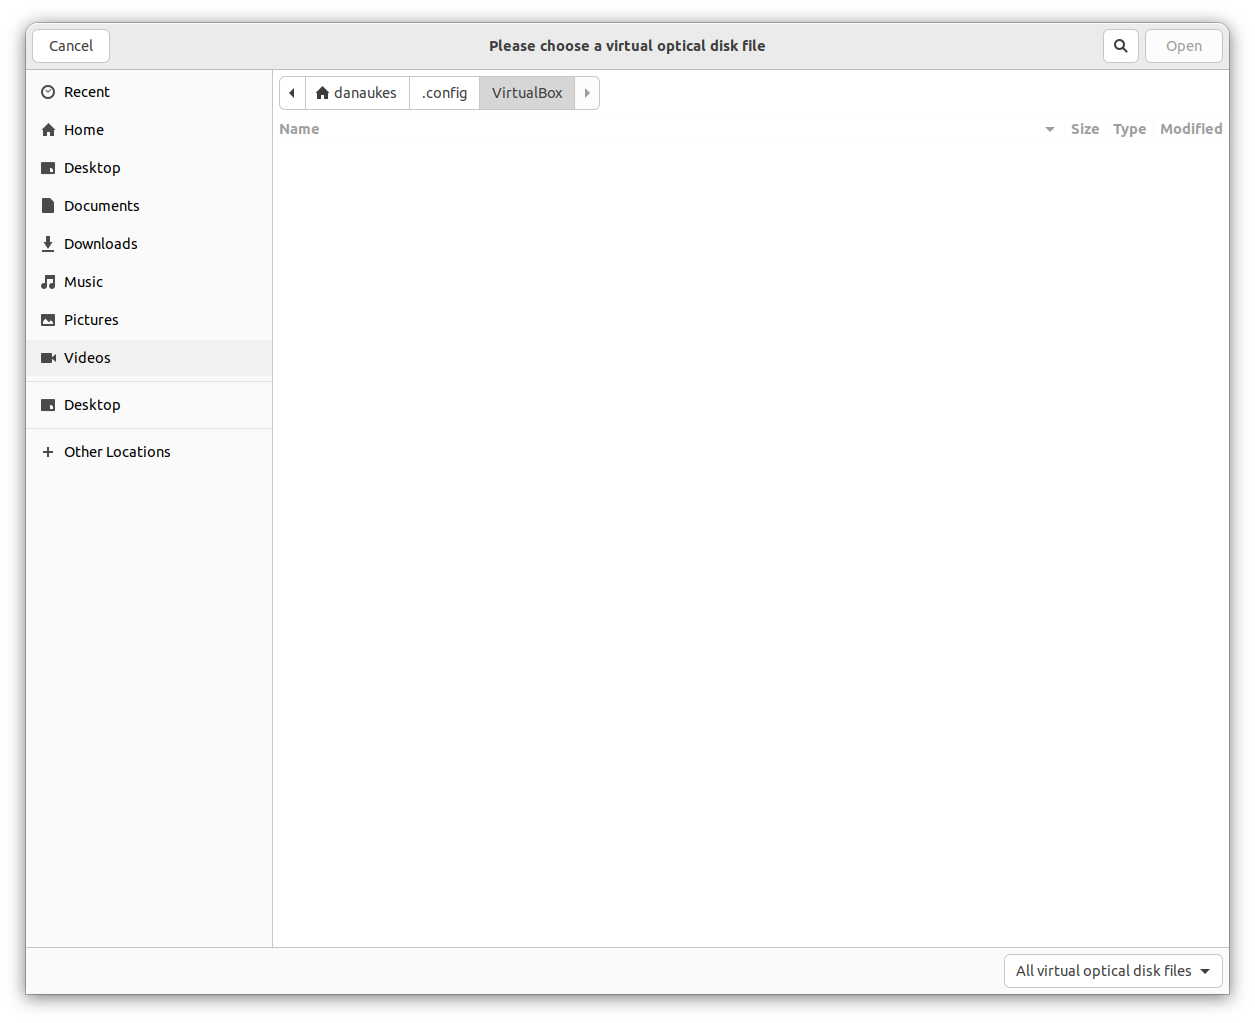 Cancel Please choose a virtual optical disk file Open
Recent
Home
Desktop
Documents
Downloads
Music
Pictures
Videos
Desktop
Other Locations
danaukes .config VirtualBox
Name Size Type Modified
All virtual optical disk files